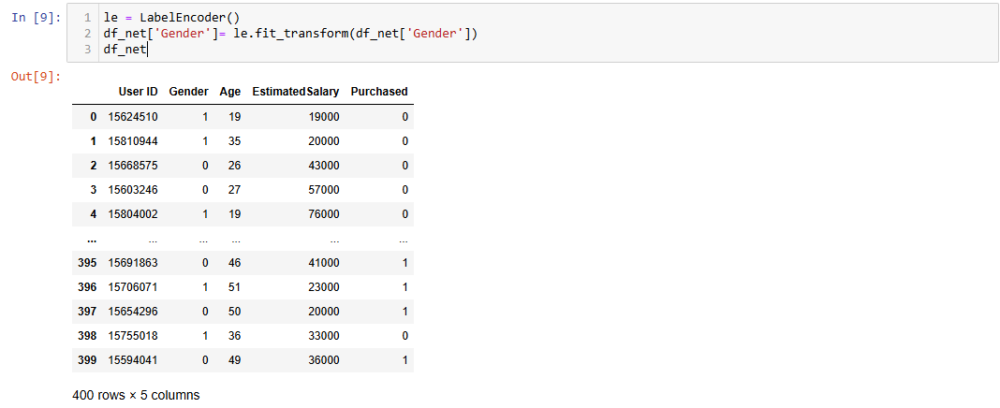 In [9]:
1 le = LabelEncoder()
2 df_net['Gender']= le.fit_transform(df_net['Gender'])
3 df_net
Out[9]:
User ID Gender Age EstimatedSalary Purchased
0 15624510 1 19 19000 0
1 15810944 1 35 20000 0
2 15668575 0 26 43000 0
3 15603246 0 27 57000 0
4 15804002 1 19 76000 0
... ... ... ... ... ...
395 15691863 0 46 41000 1
396 15706071 1 51 23000 1
397 15654296 0 50 20000 1
398 15755018 1 36 33000 0
399 15594041 0 49 36000 1
400 rows × 5 columns